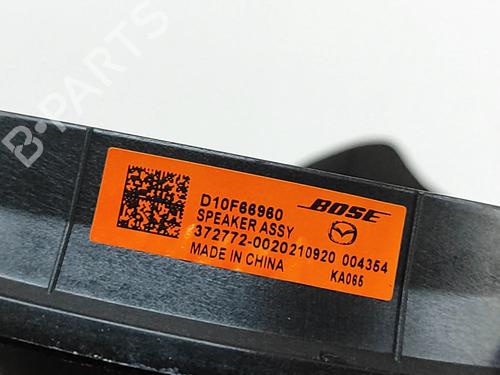 B-PARTS
D10F66960
SPEAKER ASSY
372772-0020210920 004354
MADE IN CHINA
BOSE
KA065